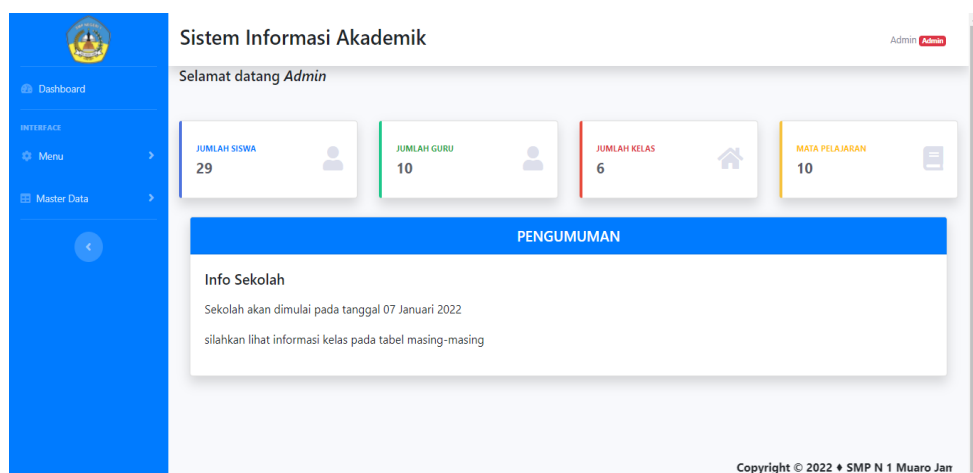 Sistem Informasi Akademik
Admin Admin
Selamat datang Admin
Dashboard
INTERFACE
Menu
Master Data
JUMLAH SISWA
29
JUMLAH GURU
10
JUMLAH KELAS
6
MATA PELAJARAN
10
PENGUMUMAN
Info Sekolah
Sekolah akan dimulai pada tanggal 07 Januari 2022
silahkan lihat informasi kelas pada tabel masing-masing
Copyright © 2022 ♦ SMP N 1 Muaro Jam